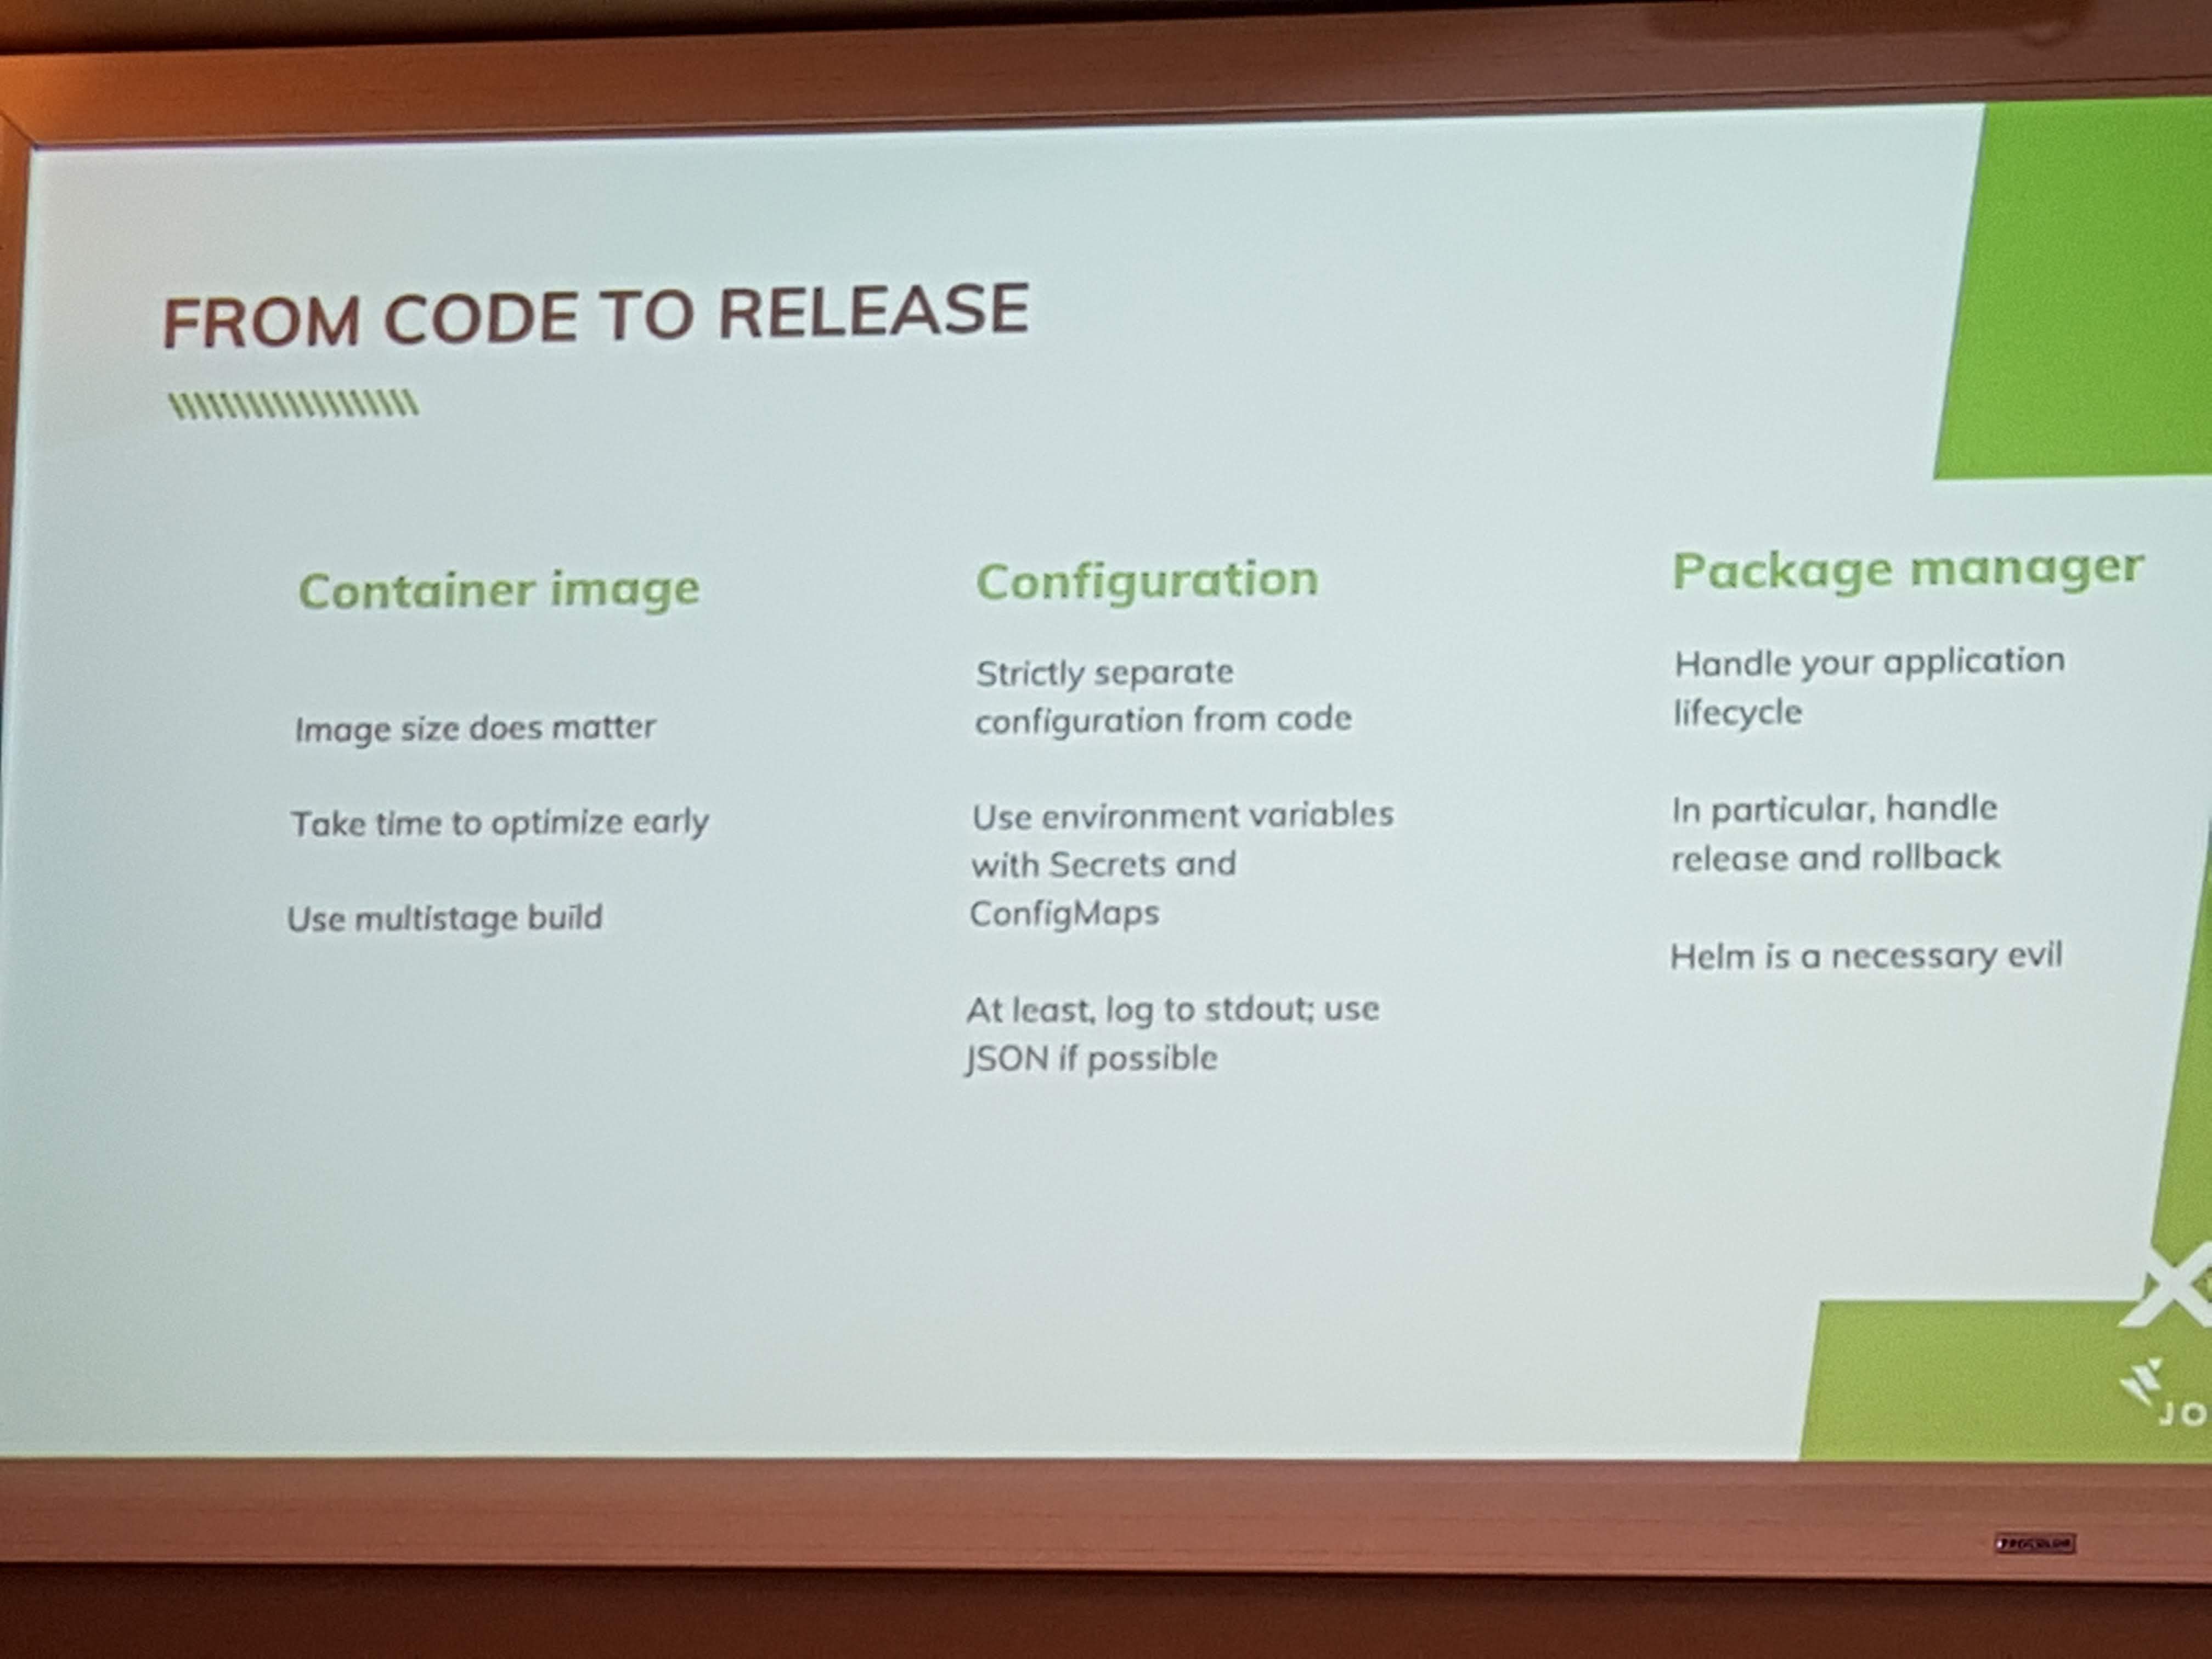 FROM CODE TO RELEASE
Container image
Image size does matter
Take time to optimize early
Use multistage build
Configuration
Strictly separate
configuration from code
Use environment variables
with Secrets and
ConfigMaps
At least, log to stdout; use
JSON if possible
Package manager
Handle your application
lifecycle
In particular, handle
release and rollback
Helm is a necessary evil
X
JO